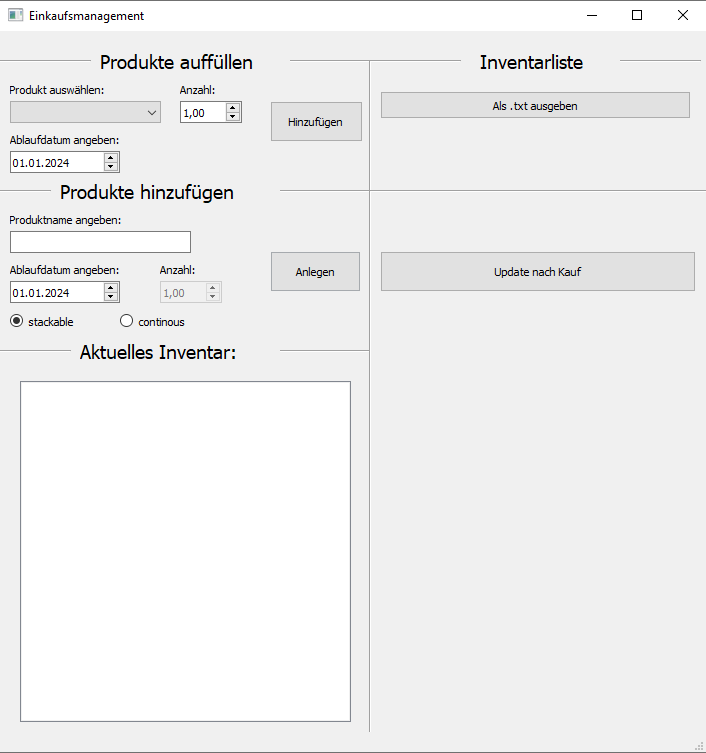 Einkaufsmanagement
Produkte auffüllen
Produkt auswählen:
Anzahl:
1,00
Hinzufügen
Ablaufdatum angeben:
01.01.2024
Inventarliste
Als .txt ausgeben
Produkte hinzufügen
Produktname angeben:
Ablaufdatum angeben:
Anzahl:
01.01.2024
1,00
Anlegen
stackable
continous
Update nach Kauf
Aktuelles Inventar: